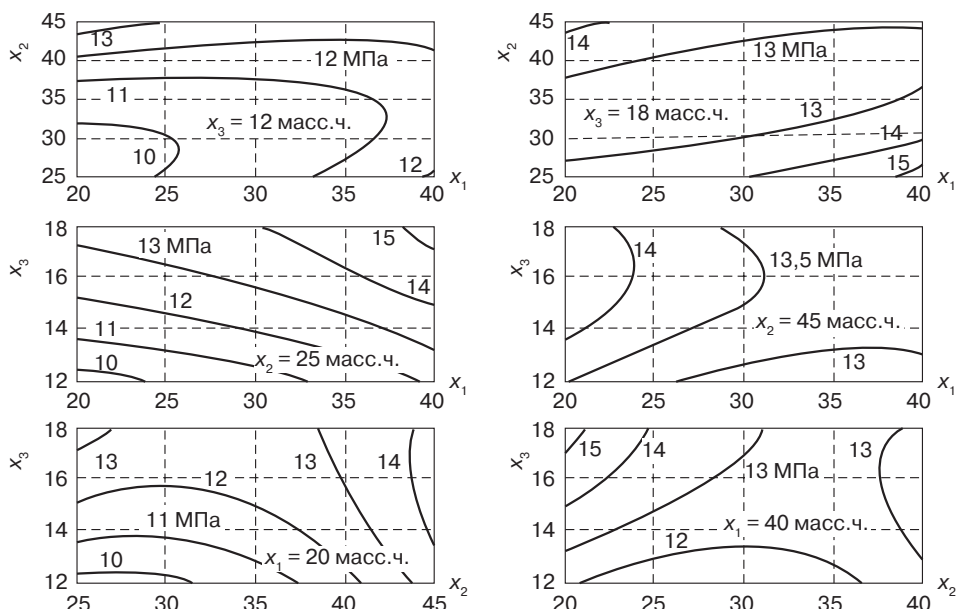 45
13
x₂
40
12 МПа
35
11
x₃ = 12 масс.ч.
30
10
12
25
20 25 30 35 40 x₁
45
14
x₂
40
13 МПа
35
x₃ = 18 масс.ч.
13
30
14
15
25
20 25 30 35 40 x₁
18
13 МПа
15
x₃
16
14
12
14
11
x₂ = 25 масс.ч.
10
12
20 25 30 35 40 x₁
18
14
x₃
13,5 МПа
16
14
x₂ = 45 масс.ч.
13
12
20 25 30 35 40 x₁
18
13
13
14
x₃
16
12
11 МПа
14
10
x₁ = 20 масс.ч.
12
25 30 35 40 45 x₂
18
15
14
13
x₃
13 МПа
16
x₁ = 40 масс.ч.
14
12
12
20 25 30 35 40 x₂